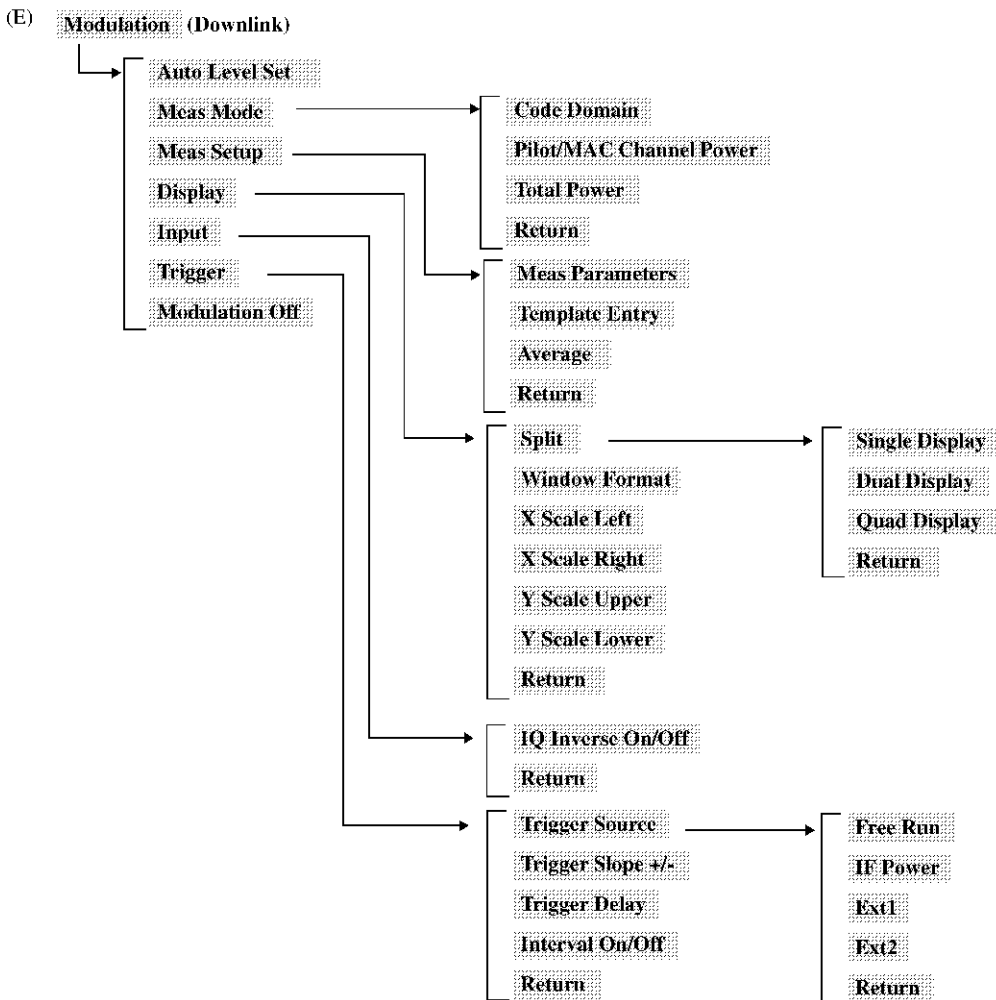 (E) Modulation (Downlink)
Auto Level Set
Meas Mode
Meas Setup
Display
Input
Trigger
Modulation Off
Code Domain
Pilot/MAC Channel Power
Total Power
Return
Meas Parameters
Template Entry
Average
Return
Split
Window Format
X Scale Left
X Scale Right
Y Scale Upper
Y Scale Lower
Return
Single Display
Dual Display
Quad Display
Return
IQ Inverse On/Off
Return
Trigger Source
Trigger Slope +/-
Trigger Delay
Interval On/Off
Return
Free Run
IF Power
Ext1
Ext2
Return